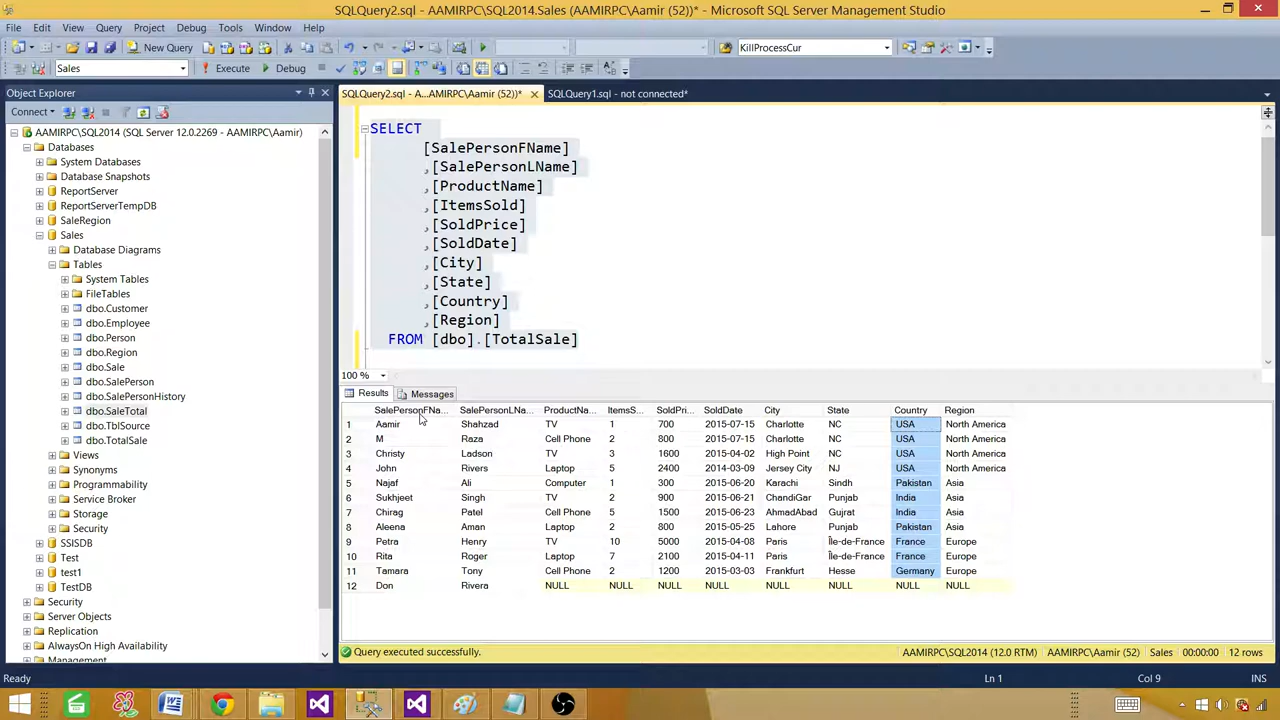 SQLQuery2.sql - AAMIRPC\SQL2014.Sales (AAMIRPC\Aamir (52))* - Microsoft SQL Server Management Studio
File Edit View Query Project Debug Tools Window Help
New Query KillProcessCur
Sales Execute Debug
Object Explorer
Connect
AAMIRPC\SQL2014 (SQL Server 12.0.2269 - AAMIRPC\Aamir)
Databases
System Databases
Database Snapshots
ReportServer
ReportServerTempDB
SaleRegion
Sales
Database Diagrams
Tables
System Tables
FileTables
dbo.Customer
dbo.Employee
dbo.Person
dbo.Region
dbo.Sale
dbo.SalePerson
dbo.SalePersonHistory
dbo.SaleTotal
dbo.TblSource
dbo.TotalSale
Views
Synonyms
Programmability
Service Broker
Storage
Security
SSISDB
Test
test1
TestDB
Security
Server Objects
Replication
AlwaysOn High Availability
Management
SQLQuery2.sql - A...AMIRPC\Aamir (52))* SQLQuery1.sql - not connected*
SELECT
[SalePersonFName]
,[SalePersonLName]
,[ProductName]
,[ItemsSold]
,[SoldPrice]
,[SoldDate]
,[City]
,[State]
,[Country]
,[Region]
FROM [dbo].[TotalSale]
100 %
Results Messages
SalePersonFNa... SalePersonLNa... ProductNa... ItemsS... SoldPri... SoldDate City State Country Region
1 Aamir Shahzad TV 1 700 2015-07-15 Charlotte NC USA North America
2 M Raza Cell Phone 2 800 2015-07-15 Charlotte NC USA North America
3 Christy Ladson TV 3 1600 2015-04-02 High Point NC USA North America
4 John Rivers Laptop 5 2400 2014-03-09 Jersey City NJ USA North America
5 Najaf Ali Computer 1 300 2015-06-20 Karachi Sindh Pakistan Asia
6 Sukhjeet Singh TV 2 900 2015-06-21 ChandiGar Punjab India Asia
7 Chirag Patel Cell Phone 5 1500 2015-06-23 AhmadAbad Gujrat India Asia
8 Aleena Aman Laptop 2 800 2015-05-25 Lahore Punjab Pakistan Asia
9 Petra Henry TV 10 5000 2015-04-08 Paris Île-de-France France Europe
10 Rita Roger Laptop 7 2100 2015-04-11 Paris Île-de-France France Europe
11 Tamara Tony Cell Phone 2 1200 2015-03-03 Frankfurt Hesse Germany Europe
12 Don Rivera NULL NULL NULL NULL NULL NULL NULL NULL
Query executed successfully. AAMIRPC\SQL2014 (12.0 RTM) AAMIRPC\Aamir (52) Sales 00:00:00 12 rows
Ready Ln 1 Col 9 INS